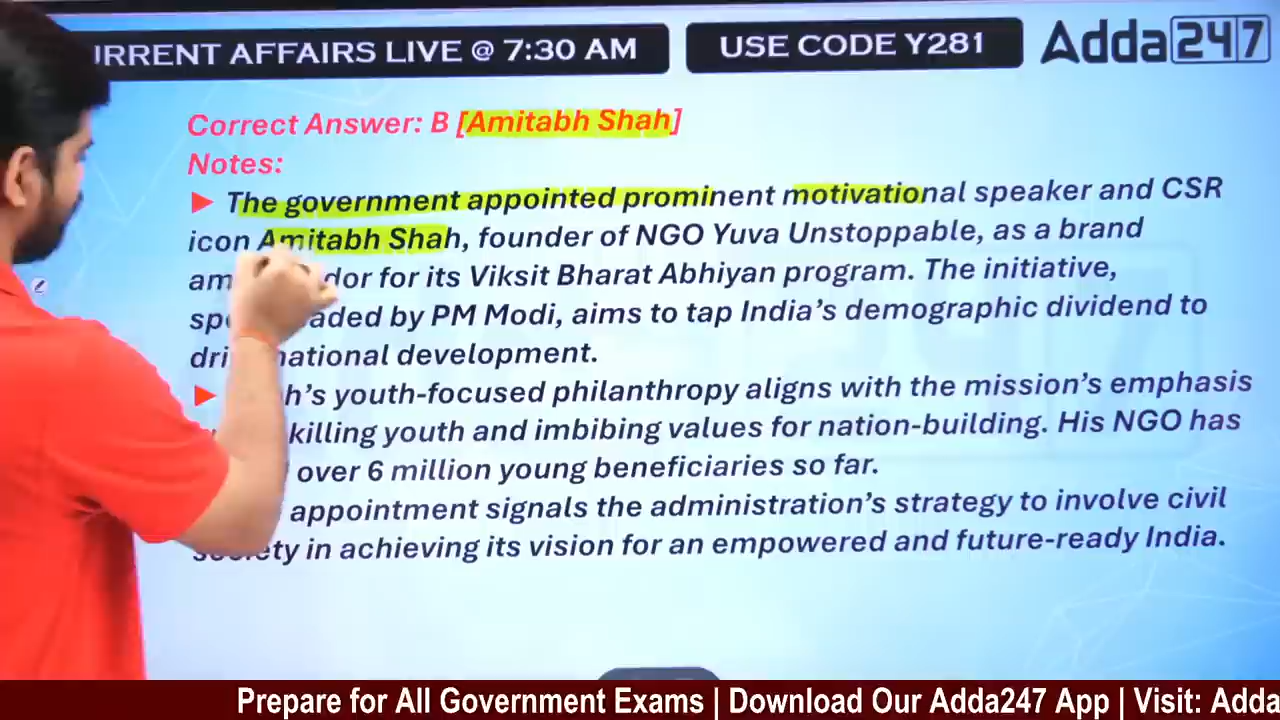 URRENT AFFAIRS LIVE @ 7:30 AM
USE CODE Y281
Adda247
Correct Answer: B [Amitabh Shah]
Notes:
► The government appointed prominent motivational speaker and CSR
icon Amitabh Shah, founder of NGO Yuva Unstoppable, as a brand
am dor for its Viksit Bharat Abhiyan program. The initiative,
sp aded by PM Modi, aims to tap India's demographic dividend to
dri national development.
► h's youth-focused philanthropy aligns with the mission's emphasis
killing youth and imbibing values for nation-building. His NGO has
over 6 million young beneficiaries so far.
appointment signals the administration's strategy to involve civil
society in achieving its vision for an empowered and future-ready India.
Prepare for All Government Exams | Download Our Adda247 App | Visit: Adda